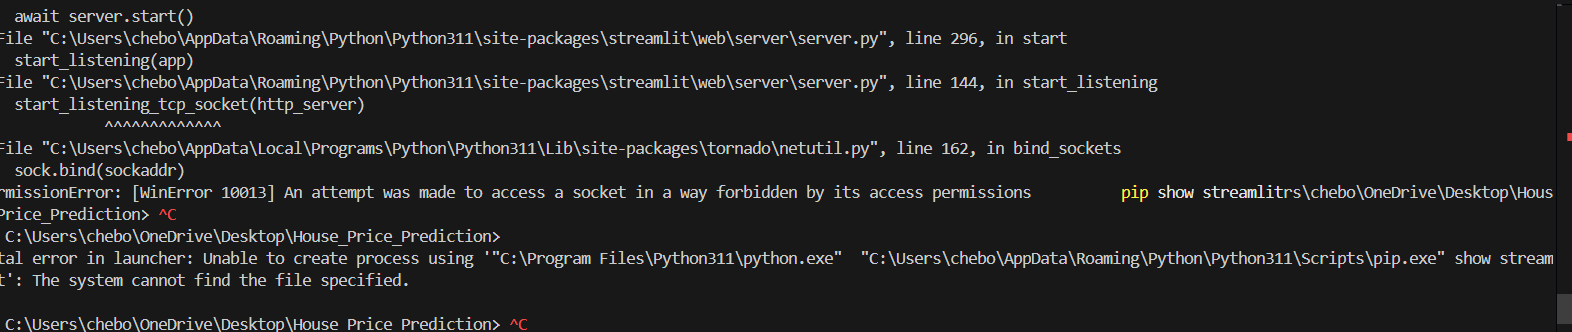 await server.start()
File "C:\Users\chebo\AppData\Roaming\Python\Python311\site-packages\streamlit\web\server\server.py", line 296, in start
start_listening(app)
File "C:\Users\chebo\AppData\Roaming\Python\Python311\site-packages\streamlit\web\server\server.py", line 144, in start_listening
start_listening_tcp_socket(http_server)
^^^^^^^^^^^^^
File "C:\Users\chebo\AppData\Local\Programs\Python\Python311\Lib\site-packages\tornado\netutil.py", line 162, in bind_sockets
sock.bind(sockaddr)
rmissionError: [WinError 10013] An attempt was made to access a socket in a way forbidden by its access permissions pip show streamlitrs\chebo\OneDrive\Desktop\Hous
Price_Prediction> ^C
C:\Users\chebo\OneDrive\Desktop\House_Price_Prediction>
tal error in launcher: Unable to create process using '"C:\Program Files\Python311\python.exe" "C:\Users\chebo\AppData\Roaming\Python\Python311\Scripts\pip.exe" show stream
t': The system cannot find the file specified.
C:\Users\chebo\OneDrive\Desktop\House_Price_Prediction> ^C